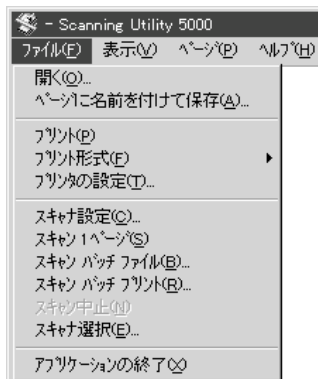 - Scanning Utility 5000
ファイル(F) 表示(V) ページ(P) ヘルプ(H)
開く(O)...
ページに名前を付けて保存(A)...
プリント(P)
プリント形式(F)
プリンタの設定(T)...
スキャナ設定(C)...
スキャン 1ページ(S)
スキャン バッチ ファイル(B)...
スキャン バッチ プリント(R)...
スキャン中止(N)
スキャナ選択(E)...
アプリケーションの終了(X)